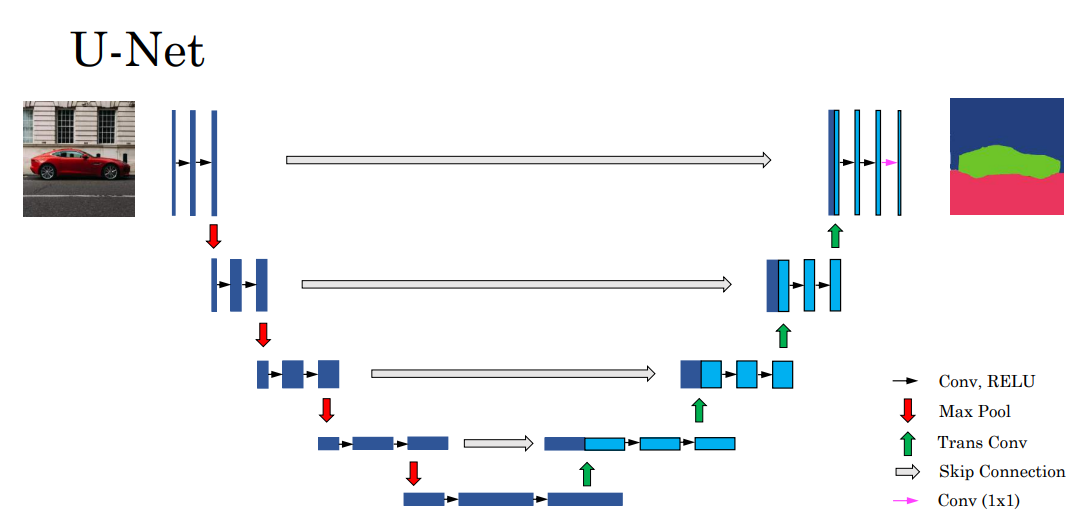 U-Net
Conv, RELU
Max Pool
Trans Conv
Skip Connection
Conv (1x1)